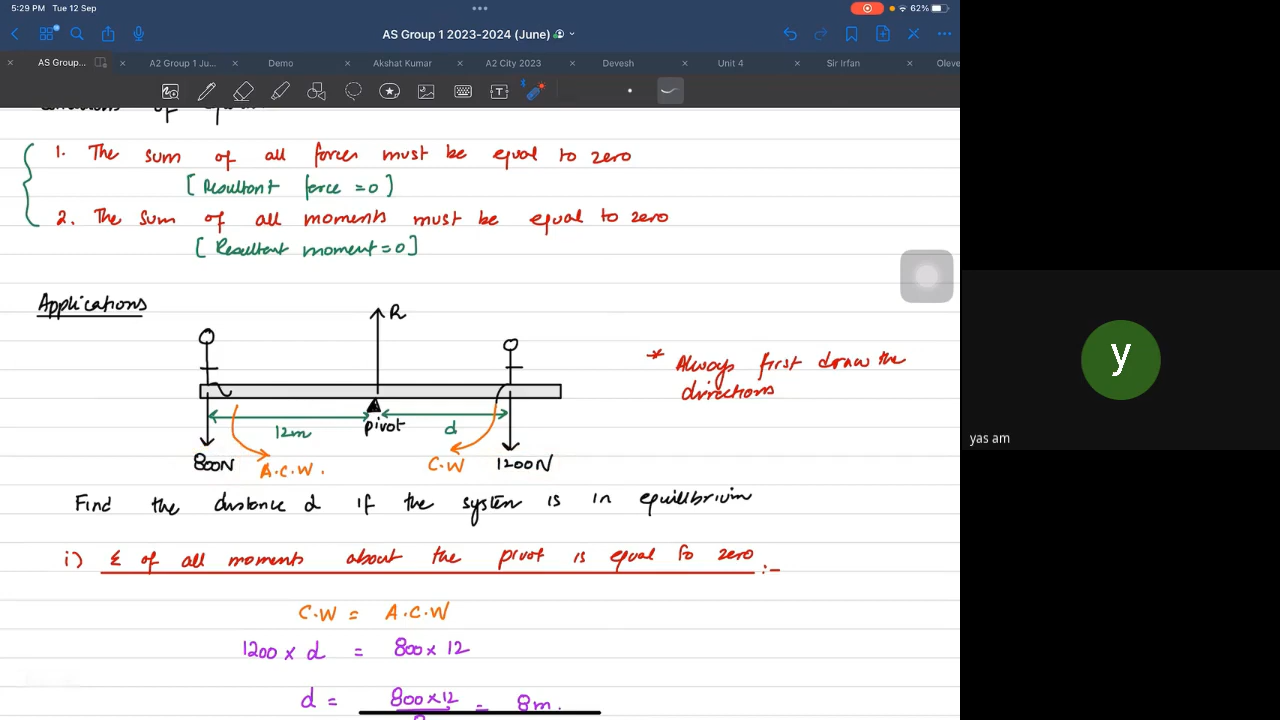 5:29 PM Tue 12 Sep
62%
AS Group 1 2023-2024 (June)
AS Group...
A2 Group 1 Ju...
Demo
Akshat Kumar
A2 City 2023
Devesh
Unit 4
Sir Irfan
Oleve
of
1. The sum of all forces must be equal to zero
[Resultant force = 0]
2. The sum of all moments must be equal to zero
[Resultant moment = 0]
Applications
R
* Always first draw the
directions
12m
pivot
d
800N
A.C.W.
C.W
1200N
Find the distance d if the system is in equilibrium
i) Σ of all moments about the pivot is equal to zero :-
C.W = A.C.W
1200 × d = 800 × 12
d = 800 × 12 = 8m.
y
yas am